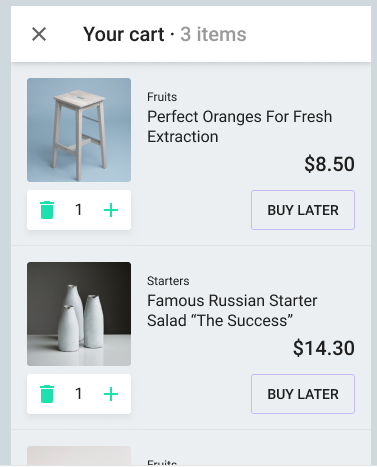 Your cart · 3 items
Fruits
Perfect Oranges For Fresh
Extraction
$8.50
1
BUY LATER
Starters
Famous Russian Starter
Salad “The Success”
$14.30
1
BUY LATER
Fruits